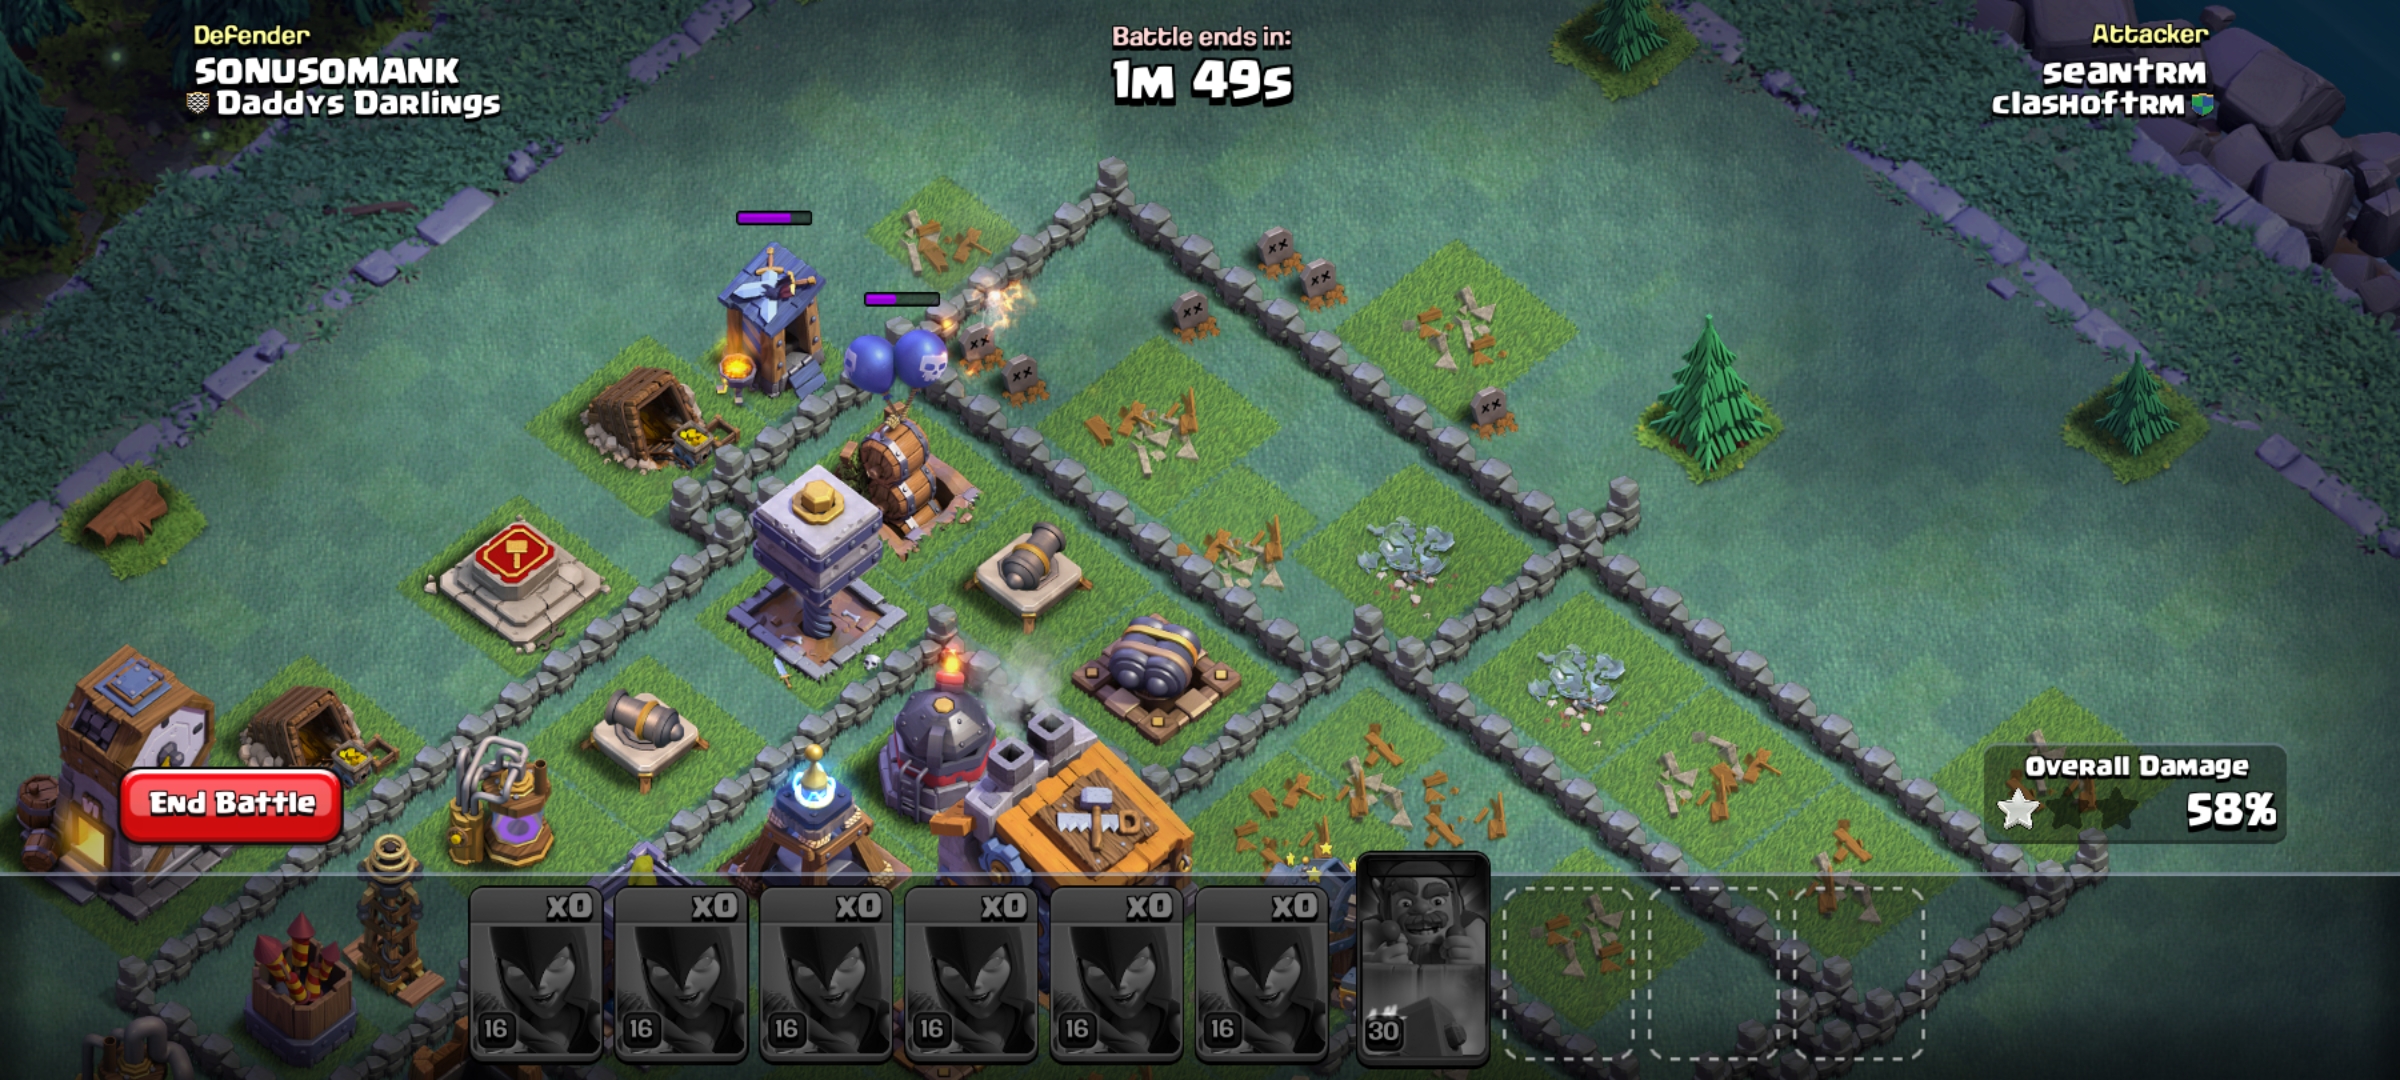 Defender
SONUSOMANK
Daddys Darlings
Battle ends in:
1M 49s
Attacker
seantRM
clashoftRM
End Battle
Overall Damage
58%
x0
x0
x0
x0
x0
x0
16
16
16
16
16
16
30